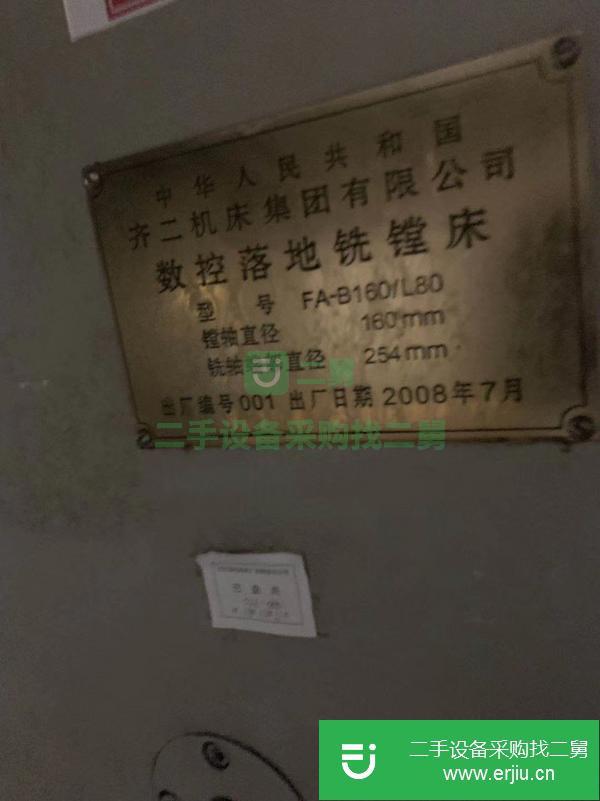 中华人民共和国
齐二机床集团有限公司
数控落地铣镗床
型 号 FA-B160/L80
镗轴直径 160mm
铣轴 直径 254mm
出厂编号001 出厂日期 2008年7月
二舅
二手设备采购找二舅
二手设备采购找二舅
www.erjiu.cn